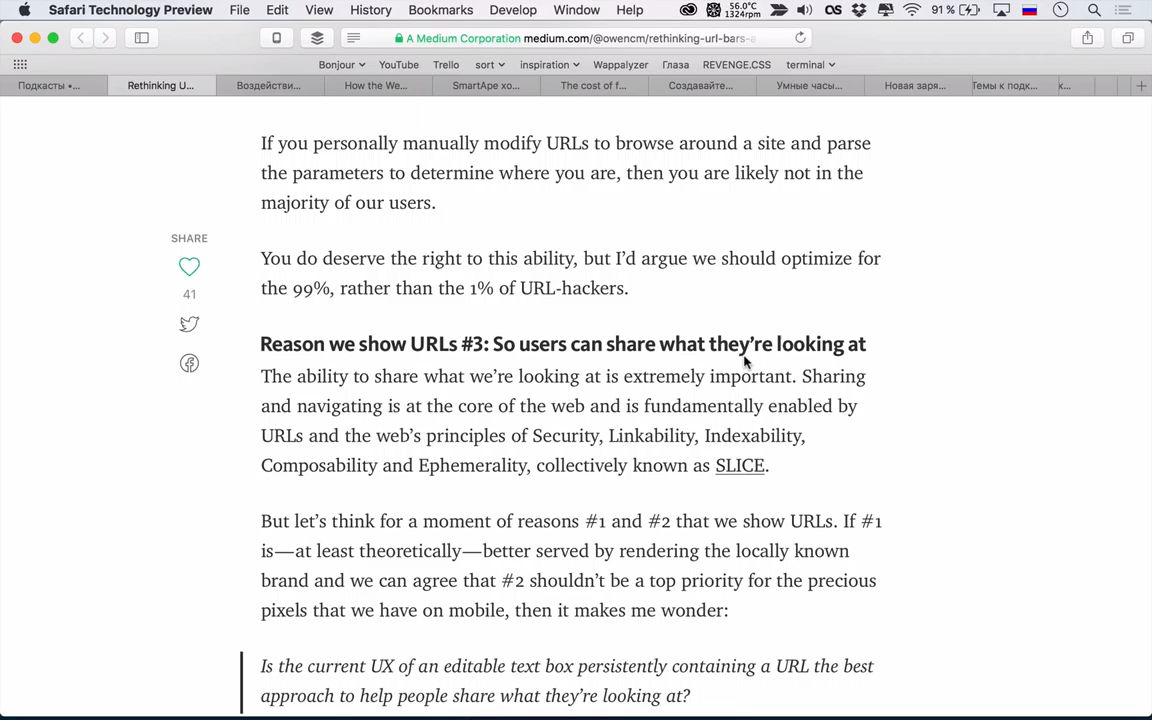 Safari Technology Preview File Edit View History Bookmarks Develop Window Help 56.0°C 1324rpm 91%
A Medium Corporation medium.com/@owencm/rethinking-url-bars-a
Bonjour YouTube Trello sort inspiration Wappalyzer Глаза REVENGE.CSS terminal
Подкасты •... Rethinking U... Воздействи... How the We... SmartApe хо... The cost of f... Создавайте... Умные часы... Новая заря... Темы к подк... к...
If you personally manually modify URLs to browse around a site and parse
the parameters to determine where you are, then you are likely not in the
majority of our users.
You do deserve the right to this ability, but I’d argue we should optimize for
the 99%, rather than the 1% of URL-hackers.
SHARE
41
Reason we show URLs #3: So users can share what they’re looking at
The ability to share what we’re looking at is extremely important. Sharing
and navigating is at the core of the web and is fundamentally enabled by
URLs and the web’s principles of Security, Linkability, Indexability,
Composability and Ephemerality, collectively known as SLICE.
But let’s think for a moment of reasons #1 and #2 that we show URLs. If #1
is—at least theoretically—better served by rendering the locally known
brand and we can agree that #2 shouldn’t be a top priority for the precious
pixels that we have on mobile, then it makes me wonder:
Is the current UX of an editable text box persistently containing a URL the best
approach to help people share what they’re looking at?